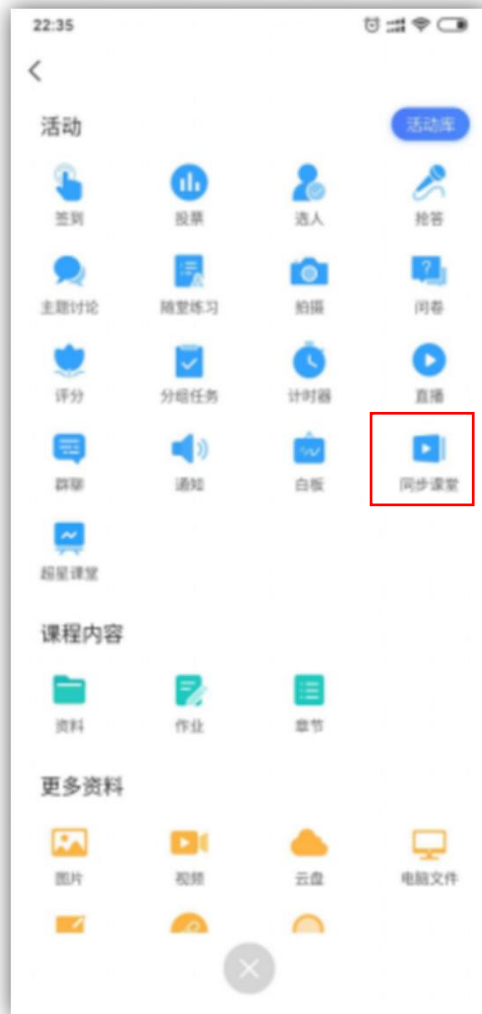 22:35
活动
活动库
签到 投票 选人 抢答
主题讨论 随堂练习 拍摄 问卷
评分 分组任务 计时器 直播
群聊 通知 白板 同步课堂
超星课堂
课程内容
资料 作业 章节
更多资料
图片 视频 云盘 电脑文件